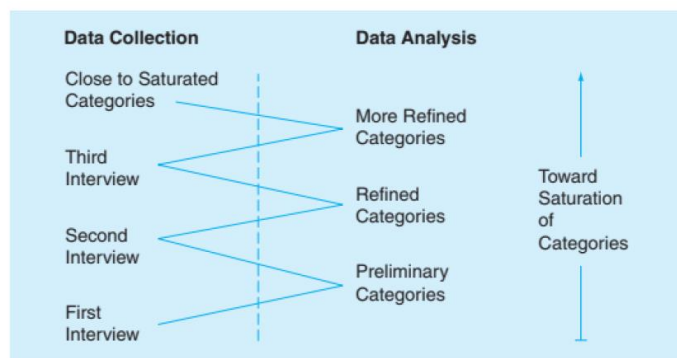 Data Collection
Data Analysis
Close to Saturated
Categories
More Refined
Categories
Third
Interview
Refined
Categories
Second
Interview
Preliminary
Categories
First
Interview
Toward
Saturation
of
Categories